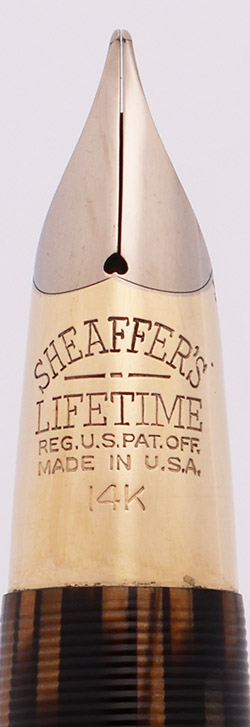 SHEAFFER'S
LIFETIME
REG. U.S. PAT. OFF.
MADE IN U.S.A.
14K